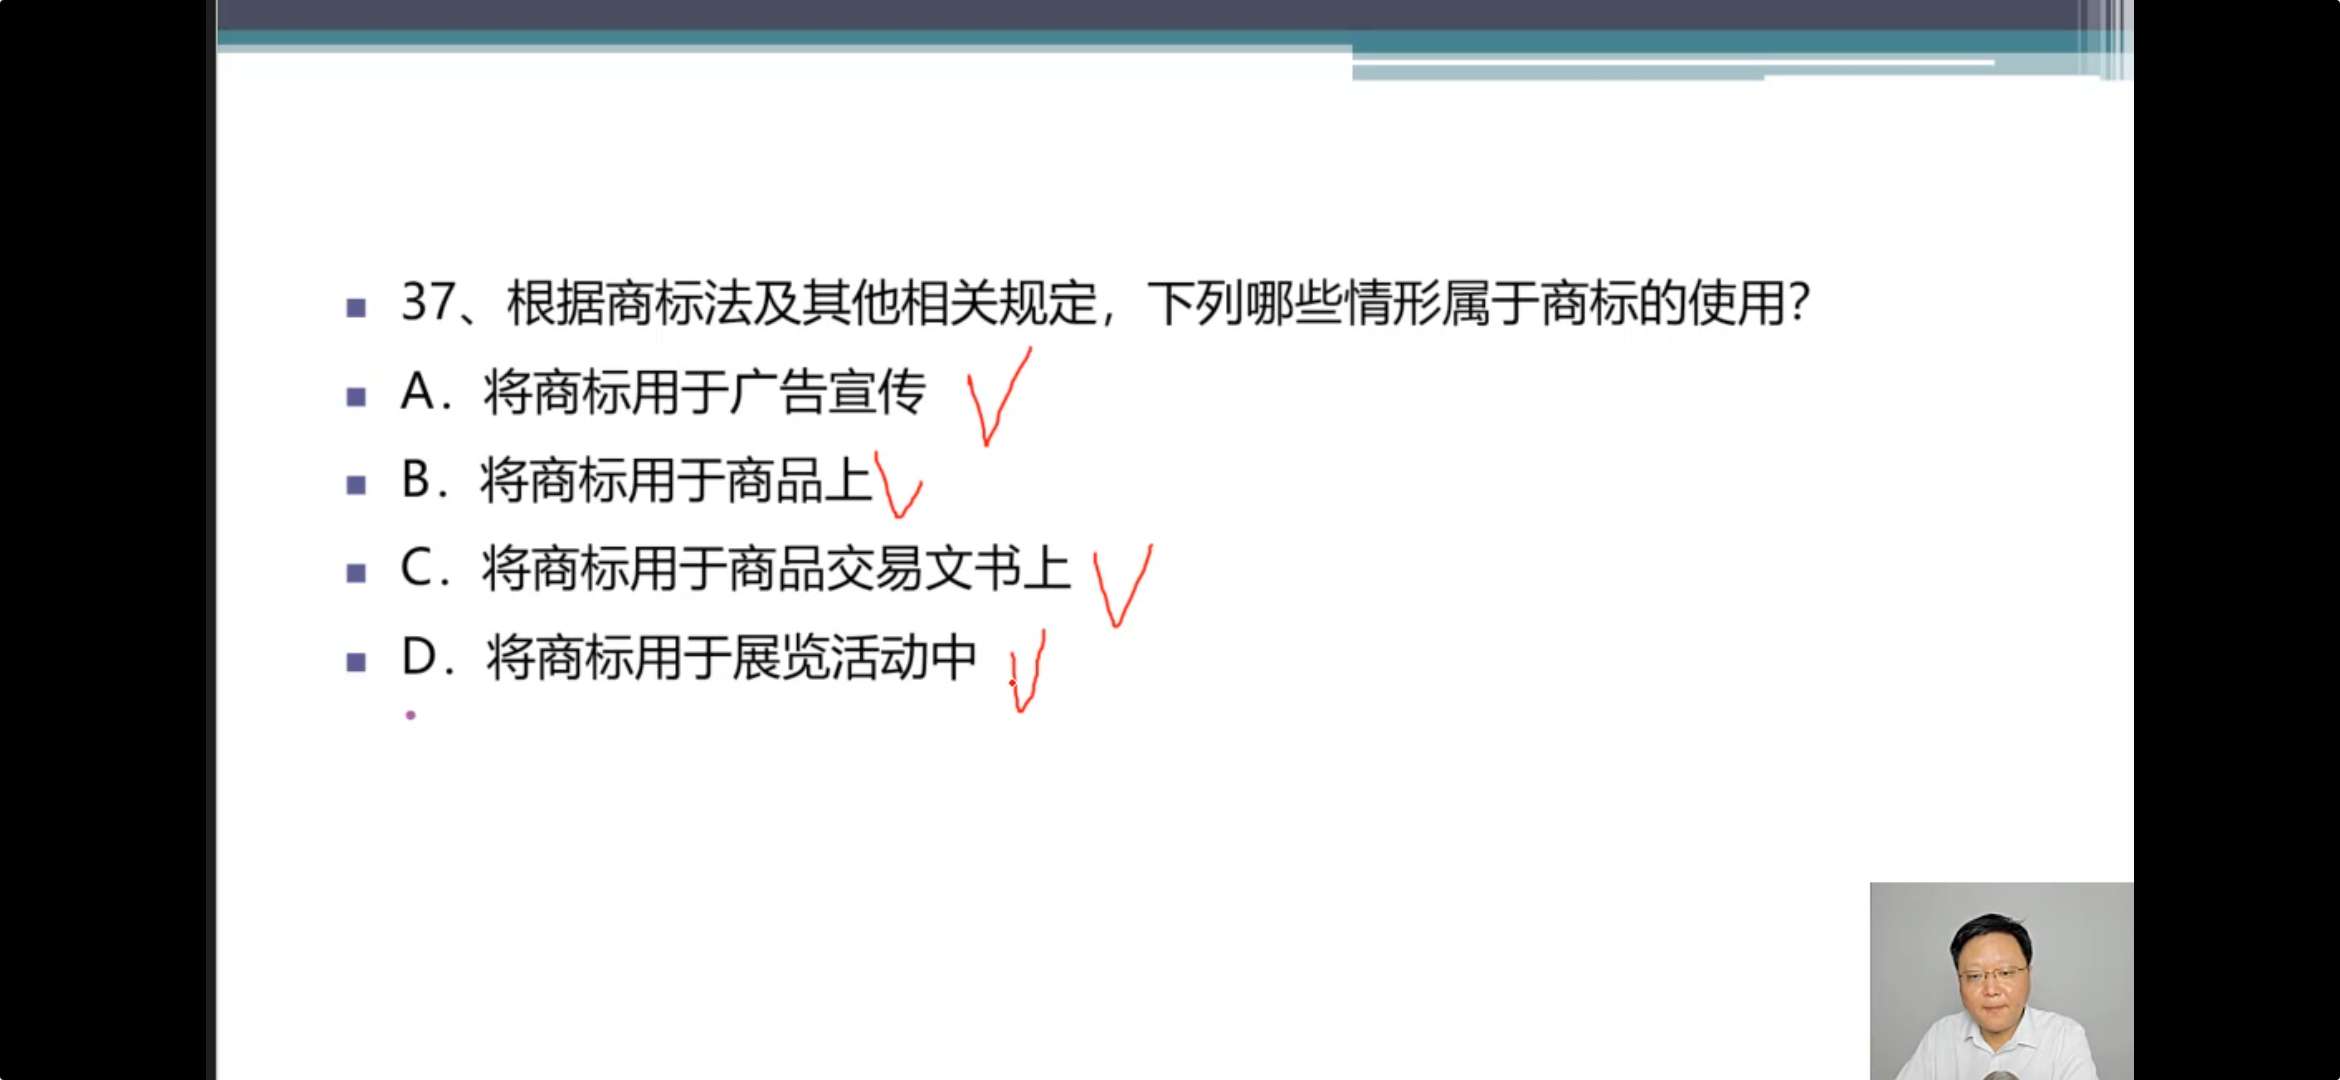 37、根据商标法及其他相关规定，下列哪些情形属于商标的使用？
A．将商标用于广告宣传
B．将商标用于商品上
C．将商标用于商品交易文书上
D．将商标用于展览活动中